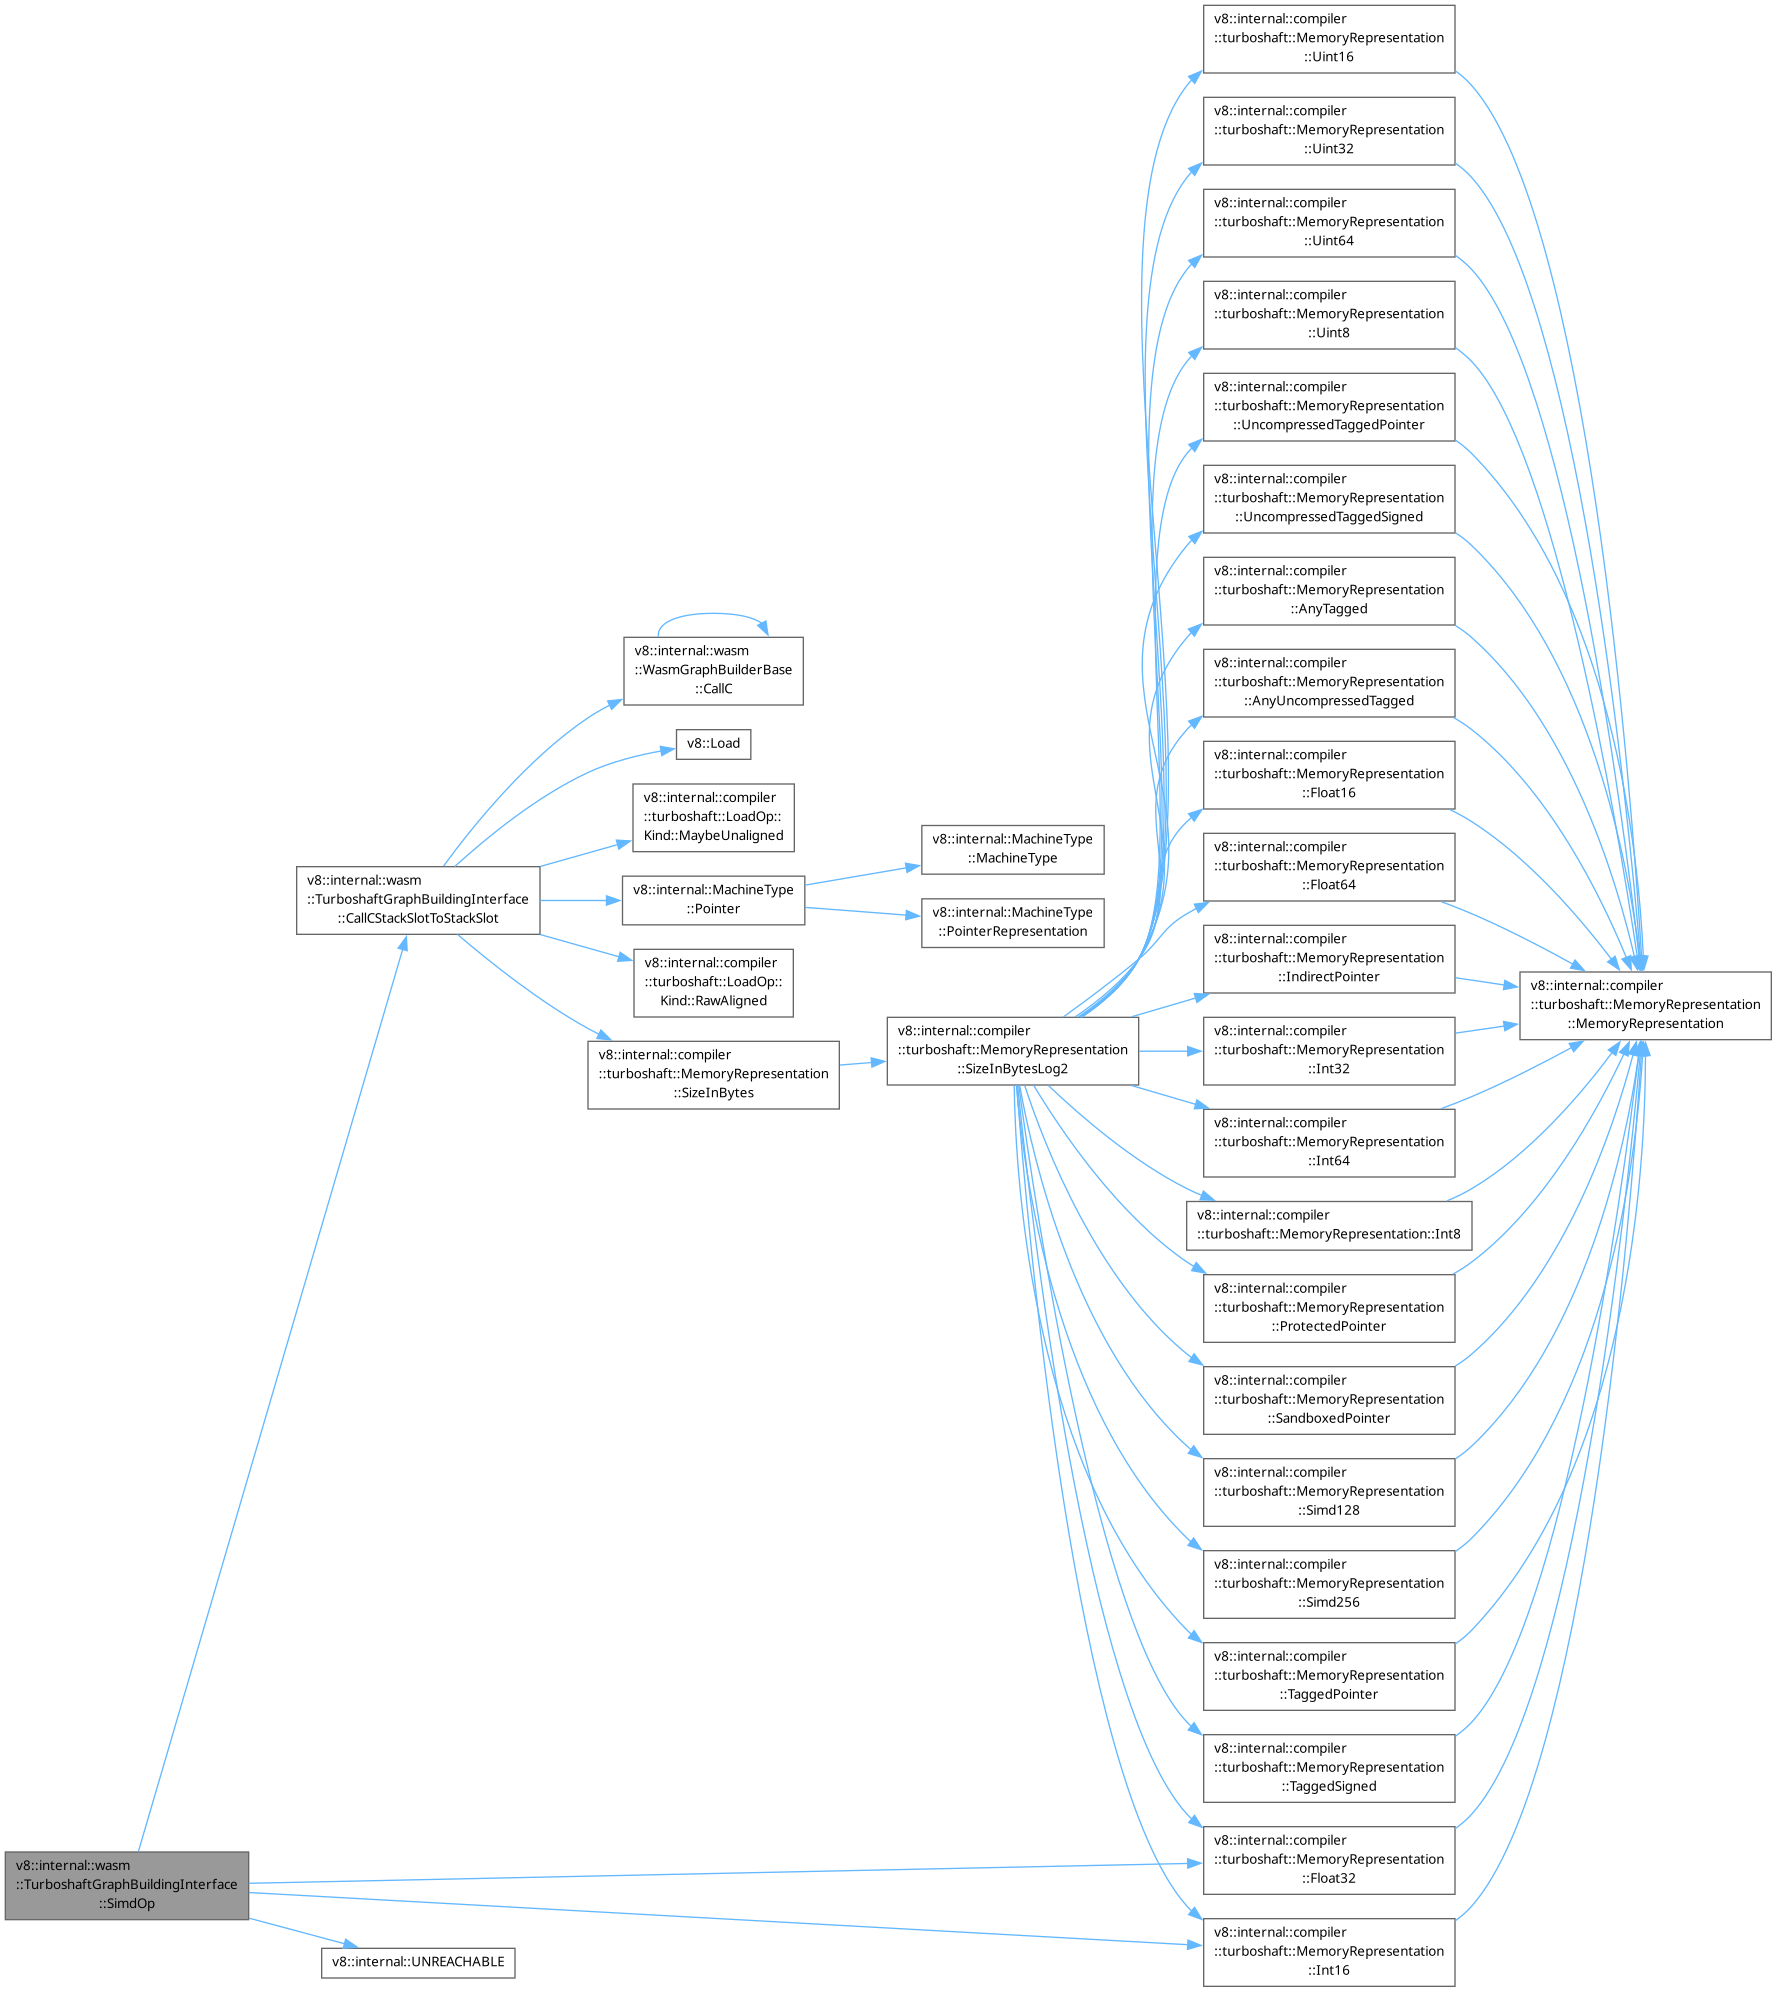 v8::internal::wasm
::TurboshaftGraphBuildingInterface
::SimdOp
v8::internal::UNREACHABLE
v8::internal::wasm
::TurboshaftGraphBuildingInterface
::CallCStackSlotToStackSlot
v8::internal::wasm
::WasmGraphBuilderBase
::CallC
v8::Load
v8::internal::compiler
::turboshaft::LoadOp::
Kind::MaybeUnaligned
v8::internal::MachineType
::Pointer
v8::internal::compiler
::turboshaft::LoadOp::
Kind::RawAligned
v8::internal::compiler
::turboshaft::MemoryRepresentation
::SizeInBytes
v8::internal::MachineType
::MachineType
v8::internal::MachineType
::PointerRepresentation
v8::internal::compiler
::turboshaft::MemoryRepresentation
::SizeInBytesLog2
v8::internal::compiler
::turboshaft::MemoryRepresentation
::Uint16
v8::internal::compiler
::turboshaft::MemoryRepresentation
::Uint32
v8::internal::compiler
::turboshaft::MemoryRepresentation
::Uint64
v8::internal::compiler
::turboshaft::MemoryRepresentation
::Uint8
v8::internal::compiler
::turboshaft::MemoryRepresentation
::UncompressedTaggedPointer
v8::internal::compiler
::turboshaft::MemoryRepresentation
::UncompressedTaggedSigned
v8::internal::compiler
::turboshaft::MemoryRepresentation
::AnyTagged
v8::internal::compiler
::turboshaft::MemoryRepresentation
::AnyUncompressedTagged
v8::internal::compiler
::turboshaft::MemoryRepresentation
::Float16
v8::internal::compiler
::turboshaft::MemoryRepresentation
::Float64
v8::internal::compiler
::turboshaft::MemoryRepresentation
::IndirectPointer
v8::internal::compiler
::turboshaft::MemoryRepresentation
::Int32
v8::internal::compiler
::turboshaft::MemoryRepresentation
::Int64
v8::internal::compiler
::turboshaft::MemoryRepresentation::Int8
v8::internal::compiler
::turboshaft::MemoryRepresentation
::ProtectedPointer
v8::internal::compiler
::turboshaft::MemoryRepresentation
::SandboxedPointer
v8::internal::compiler
::turboshaft::MemoryRepresentation
::Simd128
v8::internal::compiler
::turboshaft::MemoryRepresentation
::Simd256
v8::internal::compiler
::turboshaft::MemoryRepresentation
::TaggedPointer
v8::internal::compiler
::turboshaft::MemoryRepresentation
::TaggedSigned
v8::internal::compiler
::turboshaft::MemoryRepresentation
::Float32
v8::internal::compiler
::turboshaft::MemoryRepresentation
::Int16
v8::internal::compiler
::turboshaft::MemoryRepresentation
::MemoryRepresentation